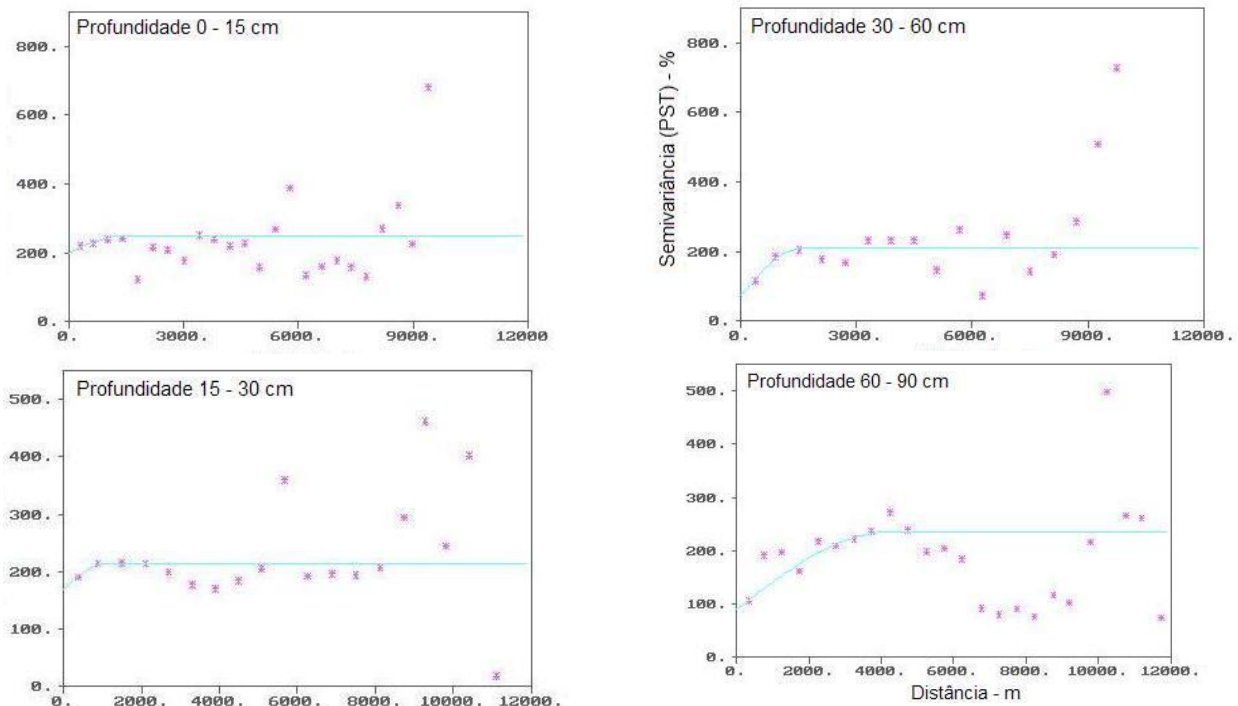 Profundidade 0 - 15 cm
800.
600.
400.
200.
0.
0. 3000. 6000. 9000. 12000
Profundidade 30 - 60 cm
Semivariância (PST) - %
800.
600.
400.
200.
0.
0. 3000. 6000. 9000. 12000
Profundidade 15 - 30 cm
500.
400.
300.
200.
100.
0.
0. 2000. 4000. 6000. 8000. 10000. 12000
Profundidade 60 - 90 cm
500.
400.
300.
200.
100.
0.
0. 2000. 4000. 6000. 8000. 10000. 12000
Distância - m